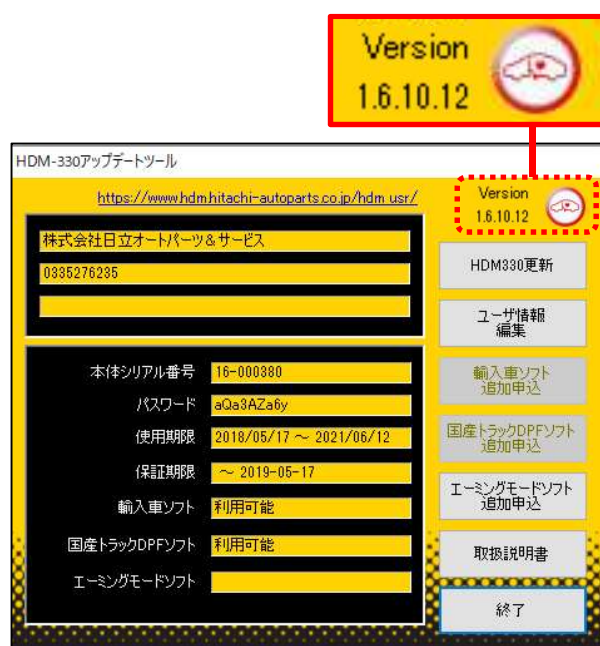 Version
1.6.10.12
HDM-330アップデートツール
https://www.hdm.hitachi-autoparts.co.jp/hdm_usr/
Version
1.6.10.12
株式会社日立オートパーツ&サービス
0335276235
HDM330更新
ユーザ情報
編集
本体シリアル番号 16-000380
パスワード aQa3AZa6y
使用期限 2018/05/17 ～ 2021/06/12
保証期限 ～ 2019-05-17
輸入車ソフト 利用可能
国産トラックDPFソフト 利用可能
エーミングモードソフト
輸入車ソフト
追加申込
国産トラックDPFソフト
追加申込
エーミングモードソフト
追加申込
取扱説明書
終了